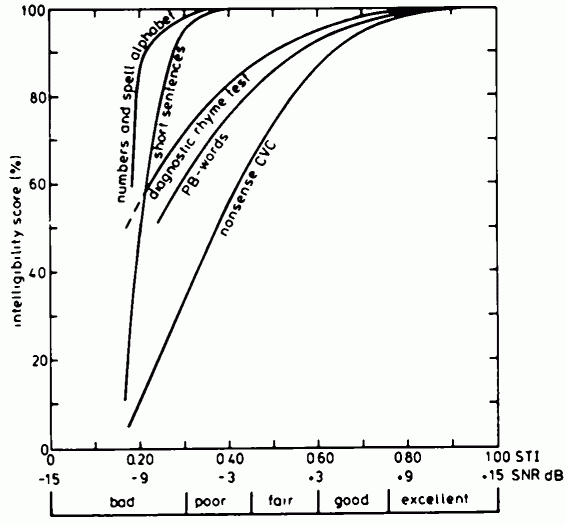 100
80
60
40
20
0
intelligibility score (%)
numbers and spell alphabet
short sentences
diagnostic rhyme test
PB-words
nonsense CVC
0 0.20 0.40 0.60 0.80 1.00 STI
-15 -9 -3 +3 +9 +15 SNR dB
bad poor fair good excellent